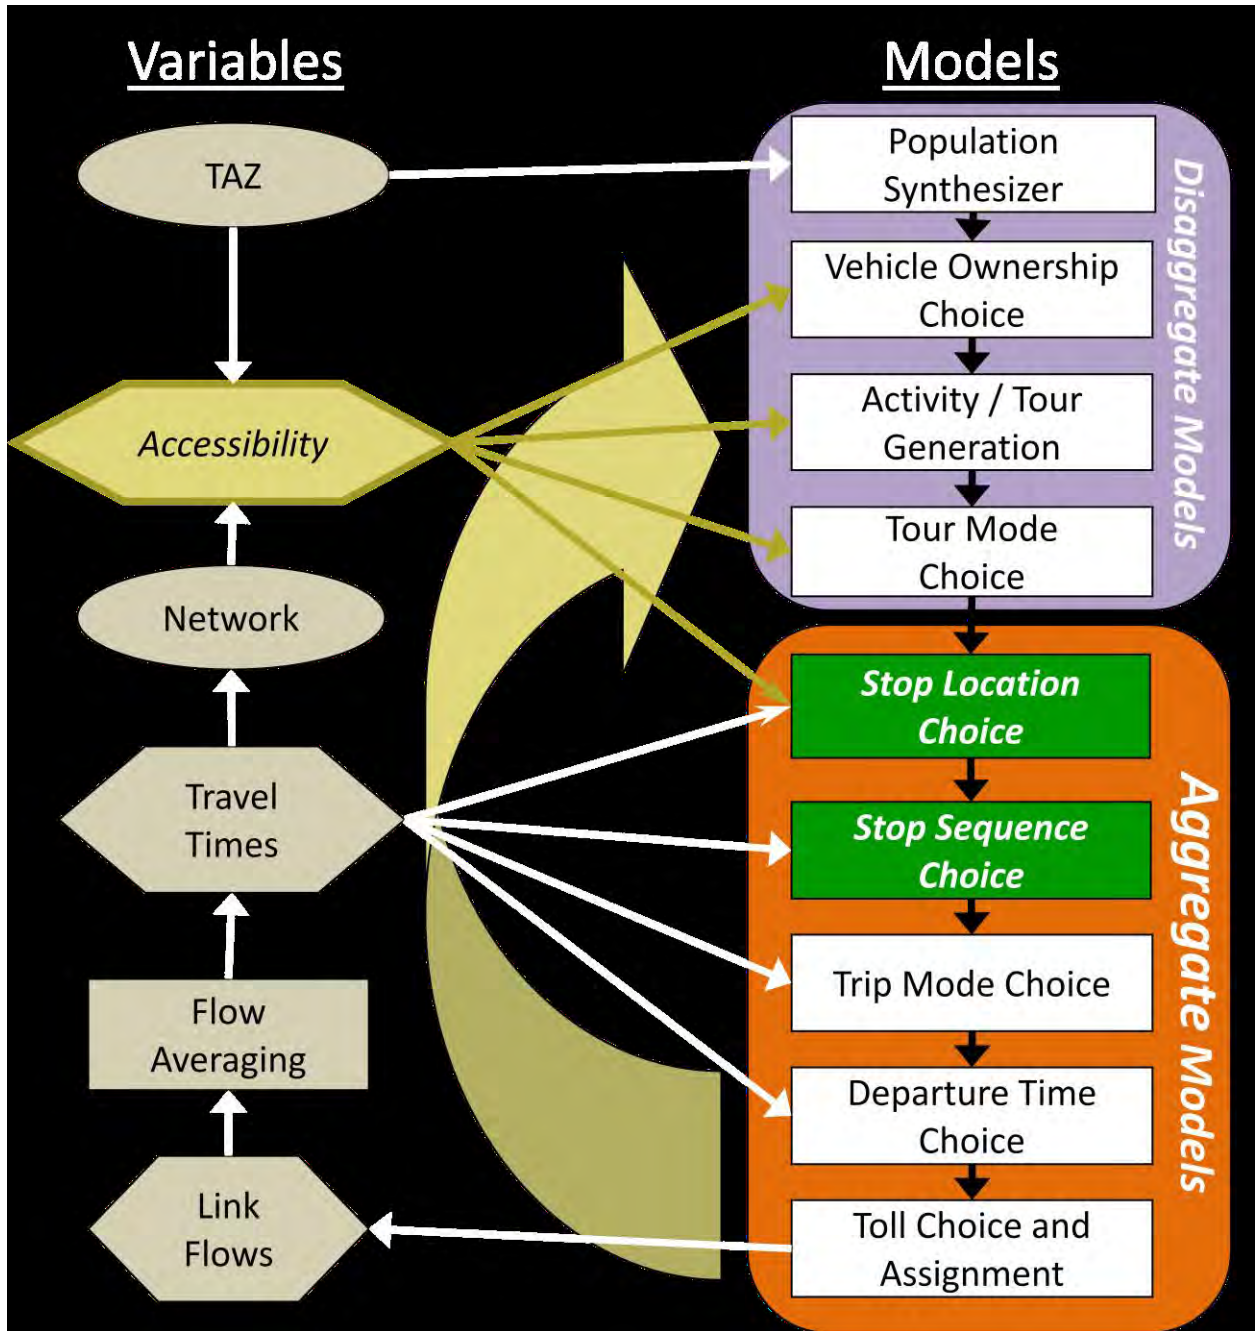 Variables
Models
TAZ
Accessibility
Network
Travel
Times
Flow
Averaging
Link
Flows
Population
Synthesizer
Vehicle Ownership
Choice
Activity / Tour
Generation
Tour Mode
Choice
Disaggregate Models
Stop Location
Choice
Stop Sequence
Choice
Trip Mode Choice
Departure Time
Choice
Toll Choice and
Assignment
Aggregate Models